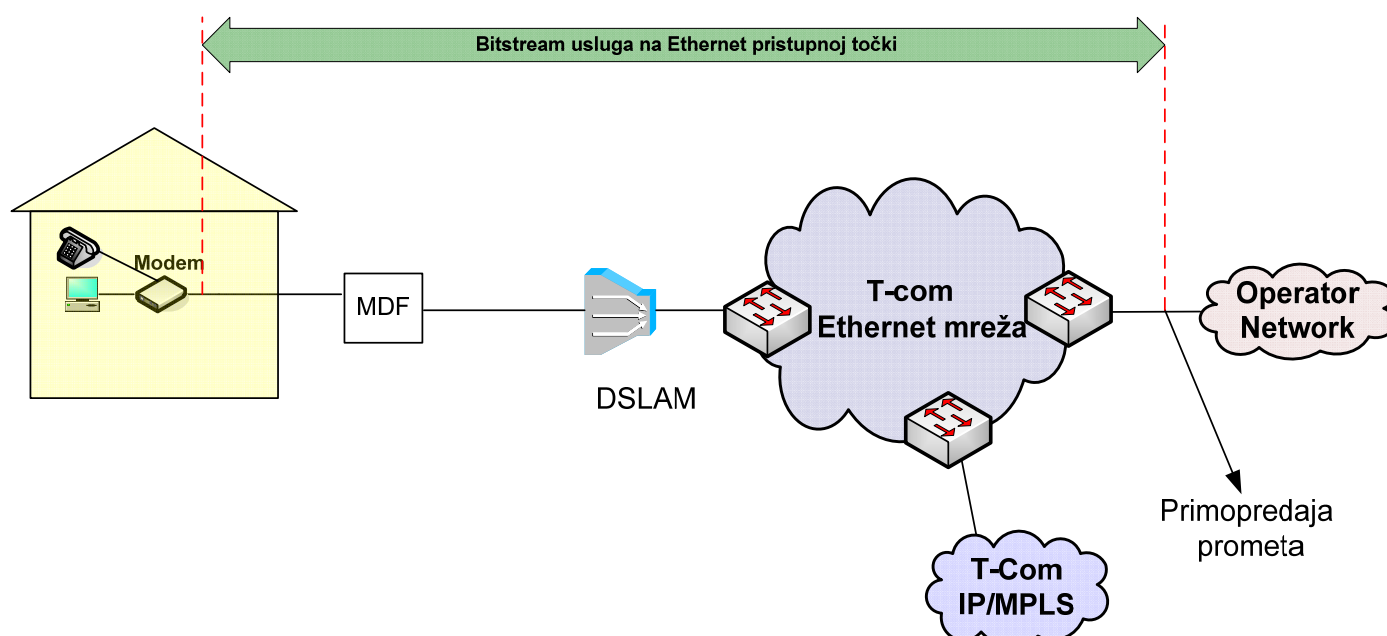 Bitstream usluga na Ethernet pristupnoj točki
Modem
MDF
DSLAM
T-com
Ethernet mreža
Operator
Network
Primopredaja
prometa
T-Com
IP/MPLS